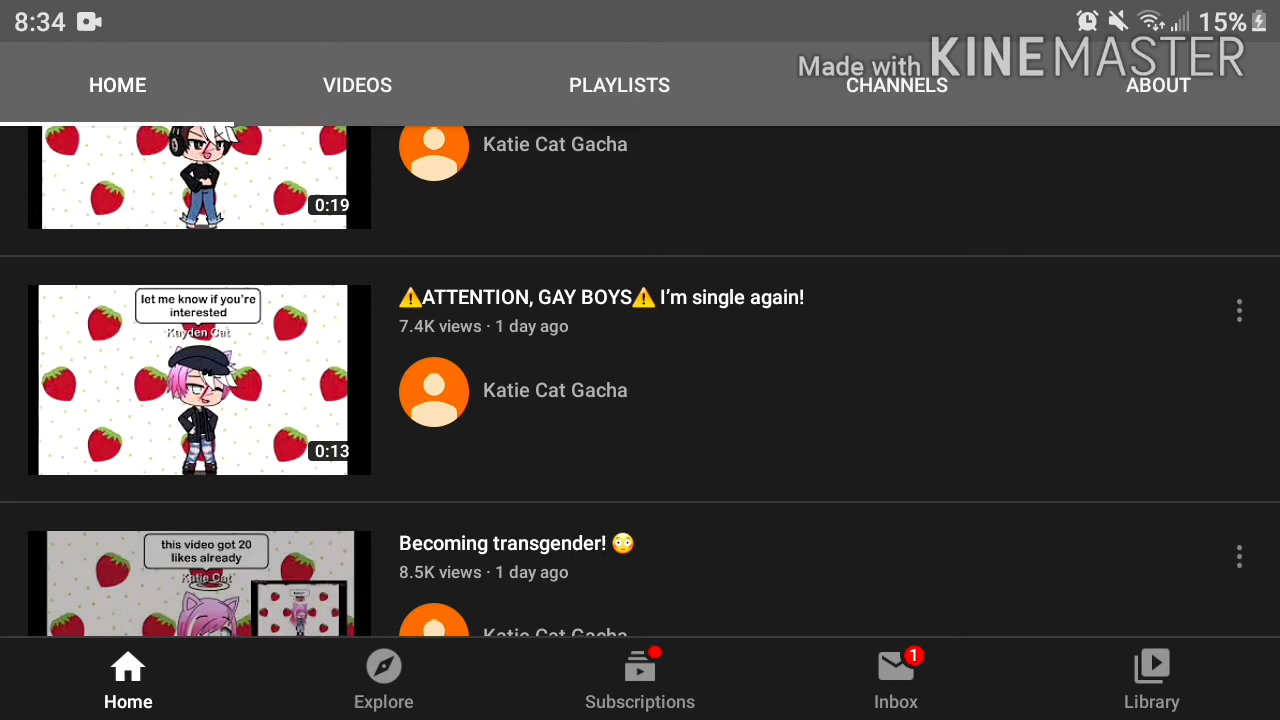 8:34
15%
Made with KINEMASTER
HOME VIDEOS PLAYLISTS CHANNELS ABOUT
Katie Cat Gacha
0:19
let me know if you're
interested
Kayden Cat
0:13
⚠️ATTENTION, GAY BOYS⚠️ I'm single again!
7.4K views · 1 day ago
Katie Cat Gacha
this video got 20
likes already
Katie Cat
Becoming transgender! 😳
8.5K views · 1 day ago
Katie Cat Gacha
1
Home Explore Subscriptions Inbox Library